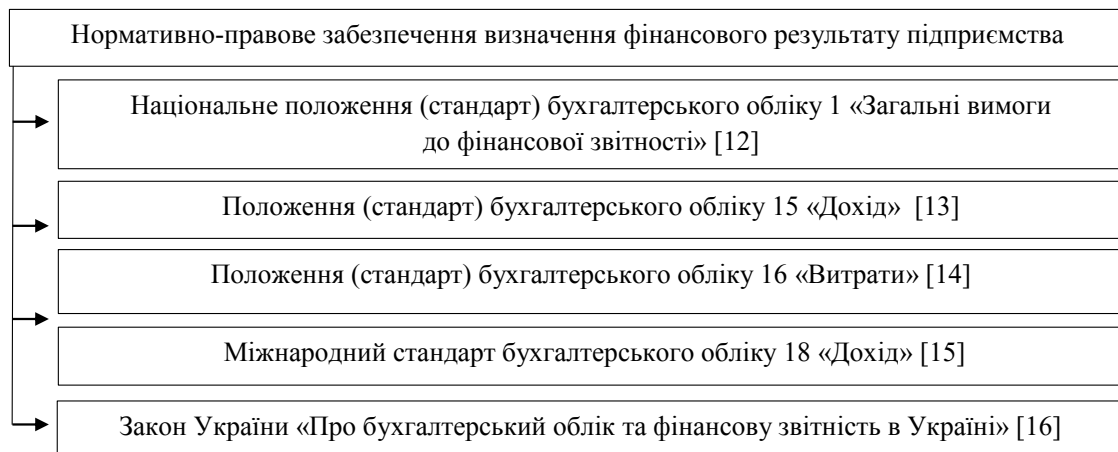 Нормативно-правове забезпечення визначення фінансового результату підприємства
Національне положення (стандарт) бухгалтерського обліку 1 «Загальні вимоги
до фінансової звітності» [12]
Положення (стандарт) бухгалтерського обліку 15 «Дохід» [13]
Положення (стандарт) бухгалтерського обліку 16 «Витрати» [14]
Міжнародний стандарт бухгалтерського обліку 18 «Дохід» [15]
Закон України «Про бухгалтерський облік та фінансову звітність в Україні» [16]